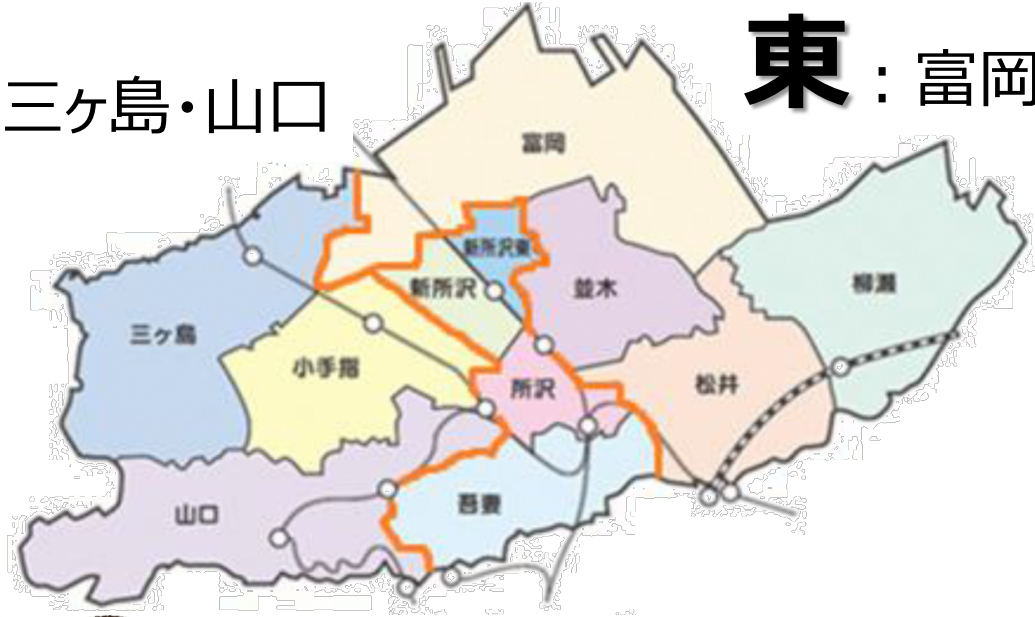 三ヶ島・山口
東：富岡
富岡
新所沢東
新所沢
並木
柳瀬
三ヶ島
小手指
所沢
松井
山口
吾妻